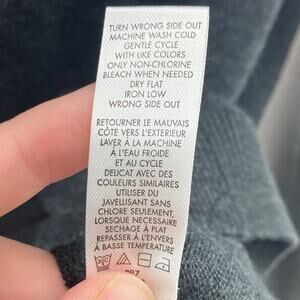 TURN WRONG SIDE OUT
MACHINE WASH COLD
GENTLE CYCLE
WITH LIKE COLORS
ONLY NON-CHLORINE
BLEACH WHEN NEEDED
DRY FLAT
IRON LOW
WRONG SIDE OUT
RETOURNER LE MAUVAIS
CÔTE VERS L'EXTERIEUR
LAVER À LA MACHINE
À L'EAU FROIDE
ET AU CYCLE
DELICAT AVEC DES
COULEURS SIMILAIRES
UTILISER DU
JAVELLISANT SANS
CHLORE SEULEMENT,
LORSQUE NECESSAIRE
SECHAGE À PLAT
REPASSER À L'ENVERS
À BASSE TEMPERATURE